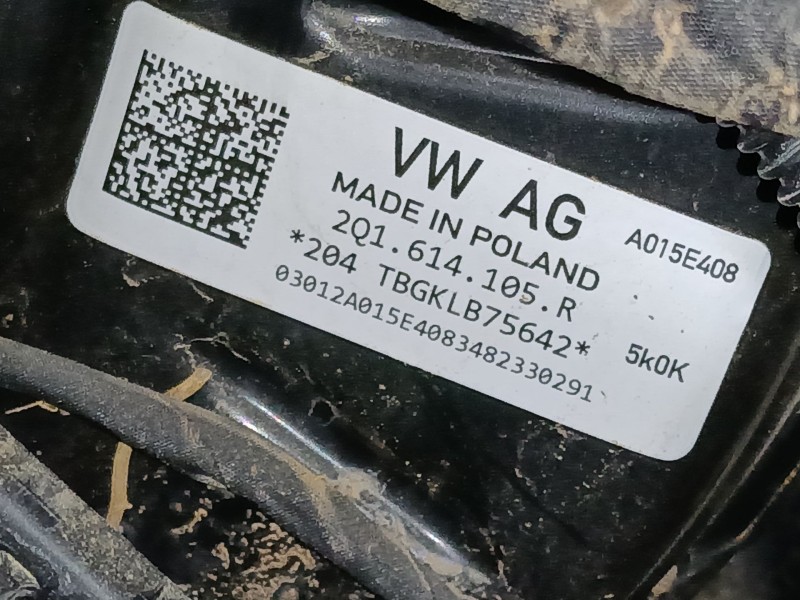 VW AG
MADE IN POLAND
A015E408
2Q1.614.105.R
*204 TBGKLB75642*
5k0K
03012A015E4083482330291